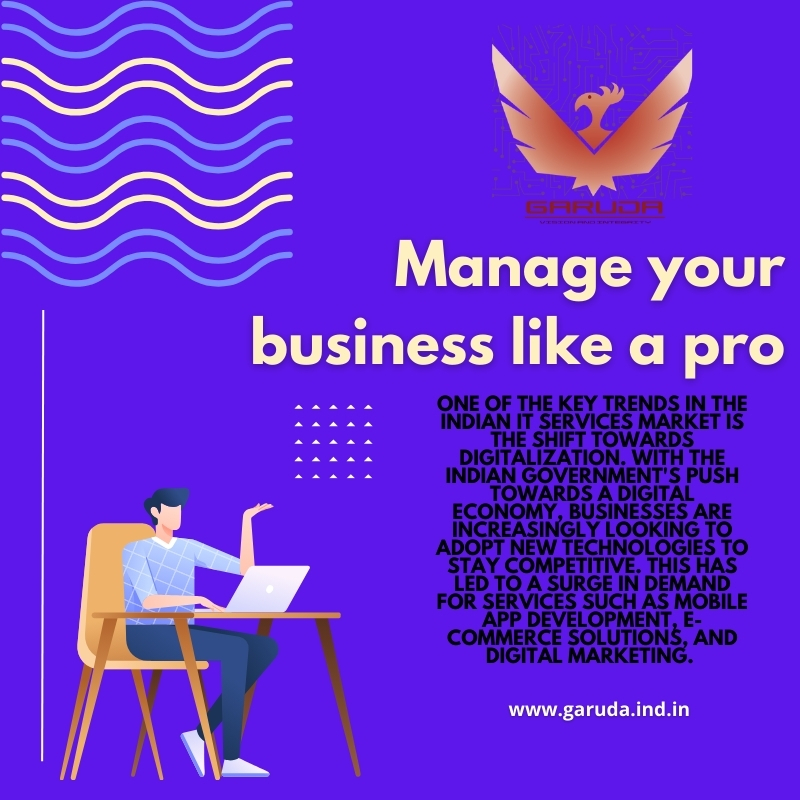 GARUDA
Manage your
business like a pro
ONE OF THE KEY TRENDS IN THE
INDIAN IT SERVICES MARKET IS
THE SHIFT TOWARDS
DIGITALIZATION. WITH THE
INDIAN GOVERNMENT'S PUSH
TOWARDS A DIGITAL
ECONOMY, BUSINESSES ARE
INCREASINGLY LOOKING TO
ADOPT NEW TECHNOLOGIES TO
STAY COMPETITIVE. THIS HAS
LED TO A SURGE IN DEMAND
FOR SERVICES SUCH AS MOBILE
APP DEVELOPMENT, E-
COMMERCE SOLUTIONS, AND
DIGITAL MARKETING.
www.garuda.ind.in